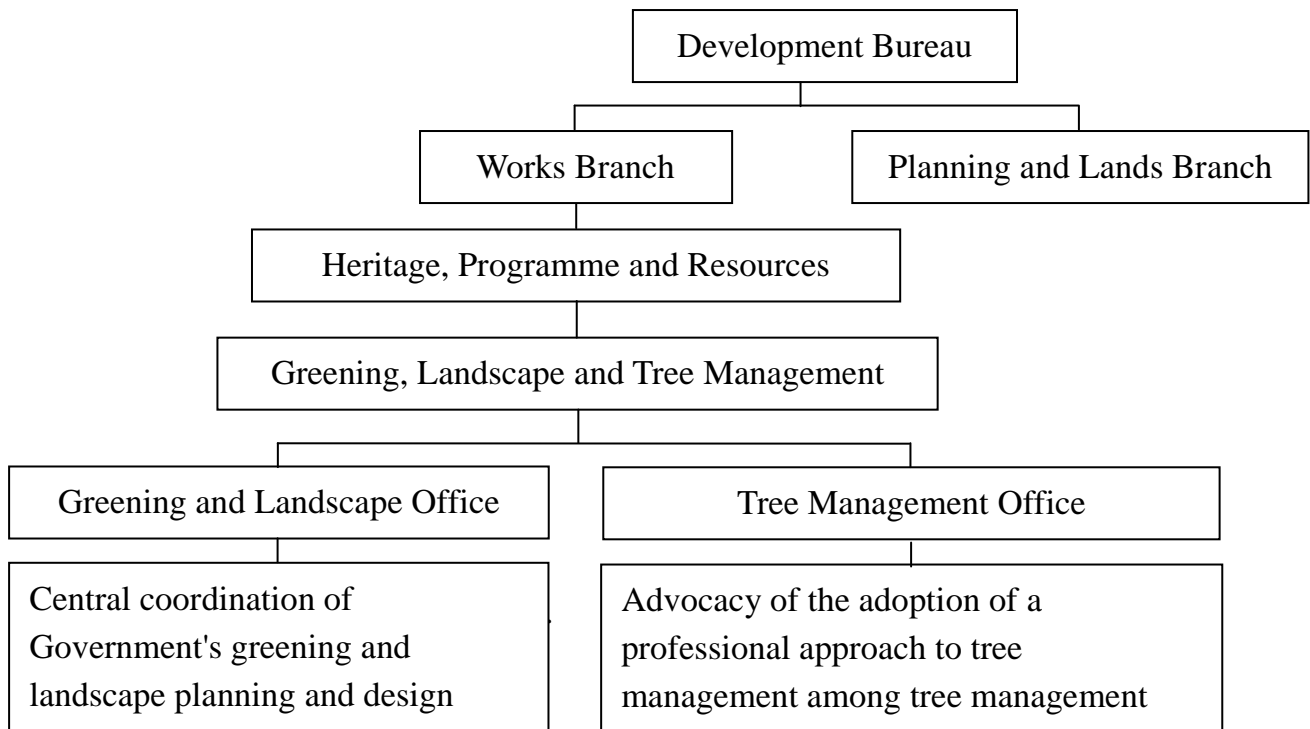 Development Bureau
Works Branch
Planning and Lands Branch
Heritage, Programme and Resources
Greening, Landscape and Tree Management
Greening and Landscape Office
Tree Management Office
Central coordination of
Government's greening and
landscape planning and design
Advocacy of the adoption of a
professional approach to tree
management among tree management